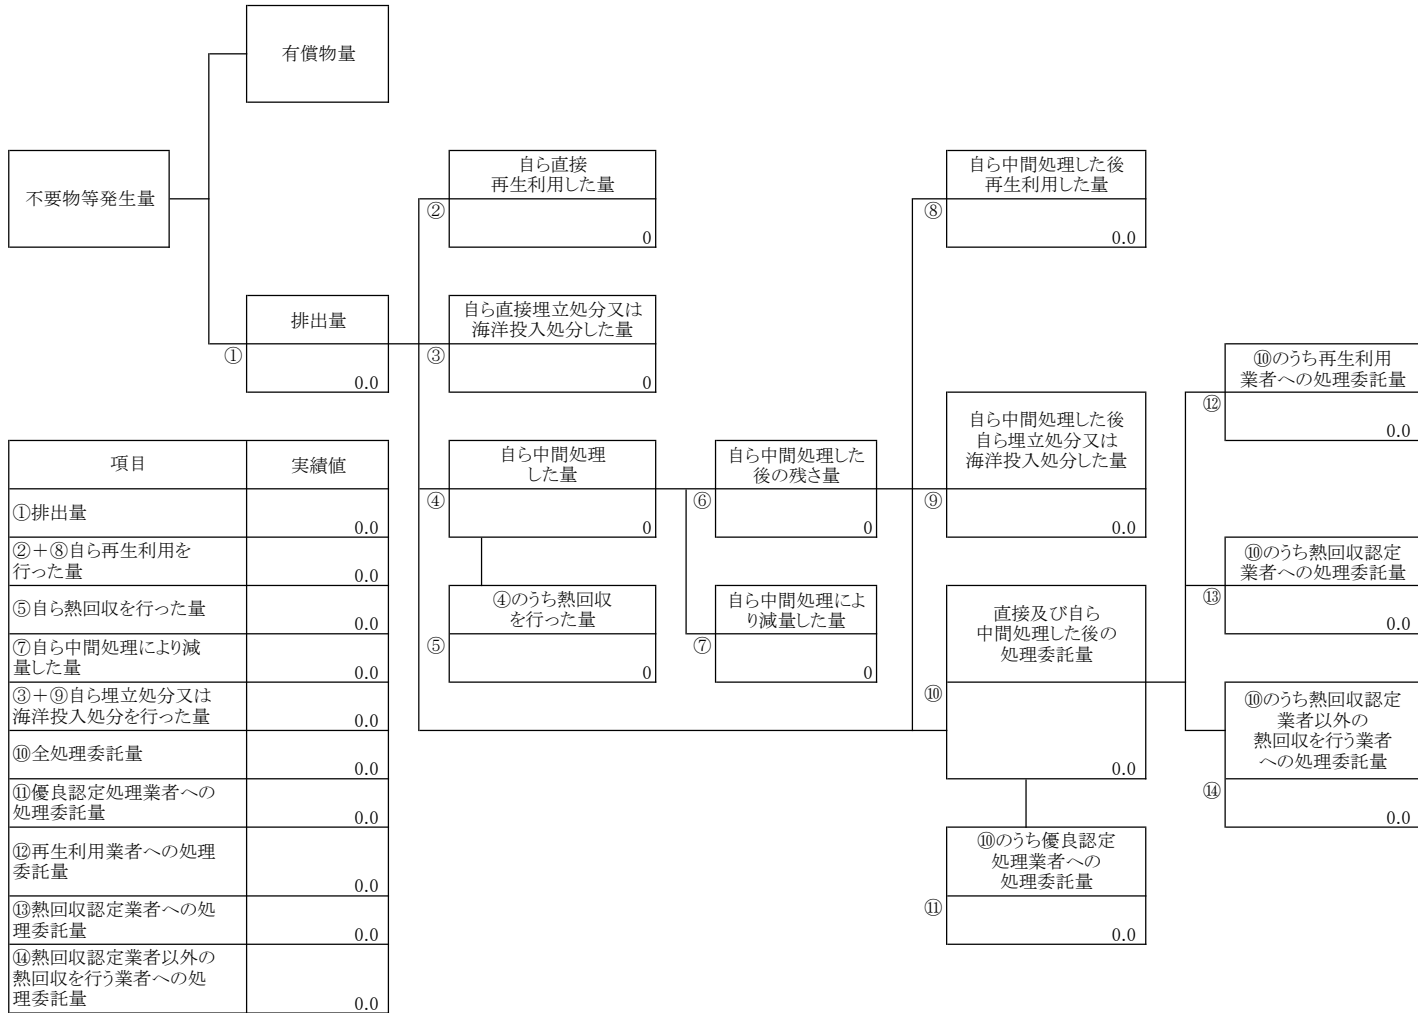 有償物量
不要物等発生量
自ら直接
再生利用した量
②
0
自ら中間処理した後
再生利用した量
⑧
0.0
排出量
①
0.0
自ら直接埋立処分又は
海洋投入処分した量
③
0
⑩のうち再生利用
業者への処理委託量
⑫
0.0
自ら中間処理
した量
④
0
自ら中間処理した
後の残さ量
⑥
0
自ら中間処理した後
自ら埋立処分又は
海洋投入処分した量
⑨
0.0
⑩のうち熱回収認定
業者への処理委託量
⑬
0.0
④のうち熱回収
を行った量
⑤
0
自ら中間処理によ
り減量した量
⑦
0
直接及び自ら
中間処理した後の
処理委託量
⑩
0.0
⑩のうち熱回収認定
業者以外の
熱回収を行う業者
への処理委託量
⑭
0.0
⑩のうち優良認定
処理業者への
処理委託量
⑪
0.0
項目 実績値
①排出量
0.0
②+⑧自ら再生利用を
行った量 0.0
⑤自ら熱回収を行った量
0.0
⑦自ら中間処理により減
量した量 0.0
③+⑨自ら埋立処分又は
海洋投入処分を行った量 0.0
⑩全処理委託量
0.0
⑪優良認定処理業者への
処理委託量 0.0
⑫再生利用業者への処理
委託量 0.0
⑬熱回収認定業者への処
理委託量 0.0
⑭熱回収認定業者以外の
熱回収を行う業者への処
理委託量 0.0